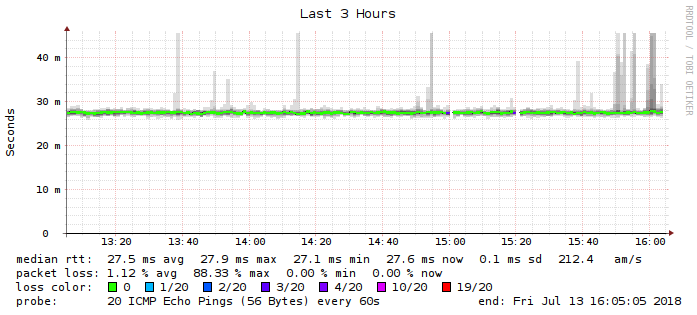 Last 3 Hours
RRDTOOL / TOBI OETIKER
Seconds
40 m
30 m
20 m
10 m
0
13:20 13:40 14:00 14:20 14:40 15:00 15:20 15:40 16:00
median rtt: 27.5 ms avg 27.9 ms max 27.1 ms min 27.6 ms now 0.1 ms sd 212.4 am/s
packet loss: 1.12 % avg 88.33 % max 0.00 % min 0.00 % now
loss color: 0 1/20 2/20 3/20 4/20 10/20 19/20
probe: 20 ICMP Echo Pings (56 Bytes) every 60s end: Fri Jul 13 16:05:05 2018